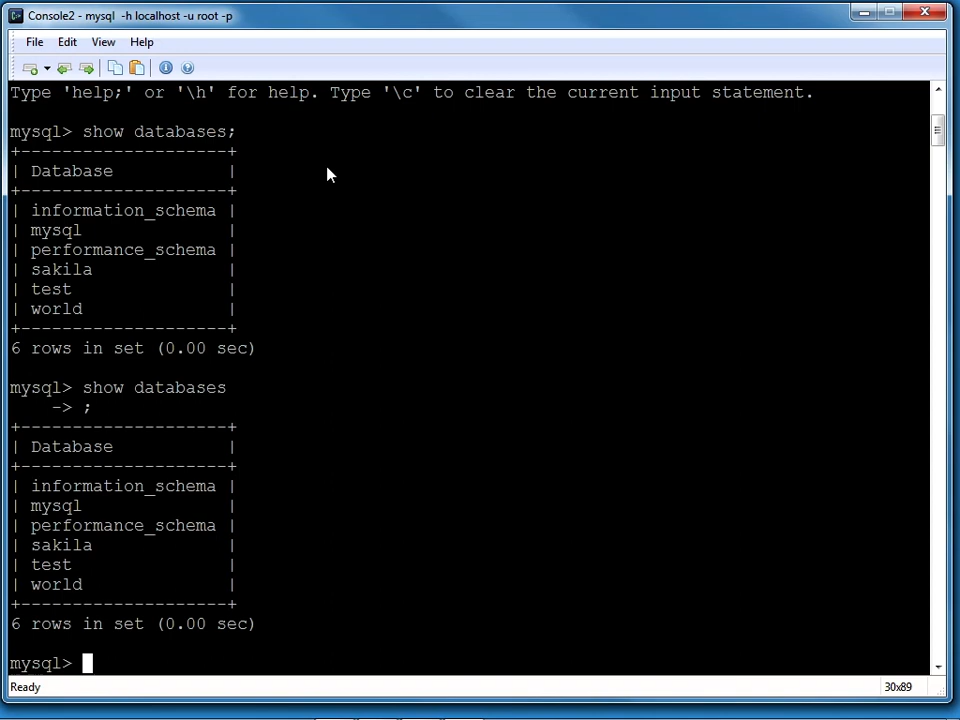 Console2 - mysql -h localhost -u root -p
File Edit View Help
Type 'help;' or '\h' for help. Type '\c' to clear the current input statement.
mysql> show databases;
+--------------------+
| Database           |
+--------------------+
| information_schema |
| mysql              |
| performance_schema |
| sakila             |
| test               |
| world              |
+--------------------+
6 rows in set (0.00 sec)
mysql> show databases
    -> ;
+--------------------+
| Database           |
+--------------------+
| information_schema |
| mysql              |
| performance_schema |
| sakila             |
| test               |
| world              |
+--------------------+
6 rows in set (0.00 sec)
mysql>
Ready 30x89